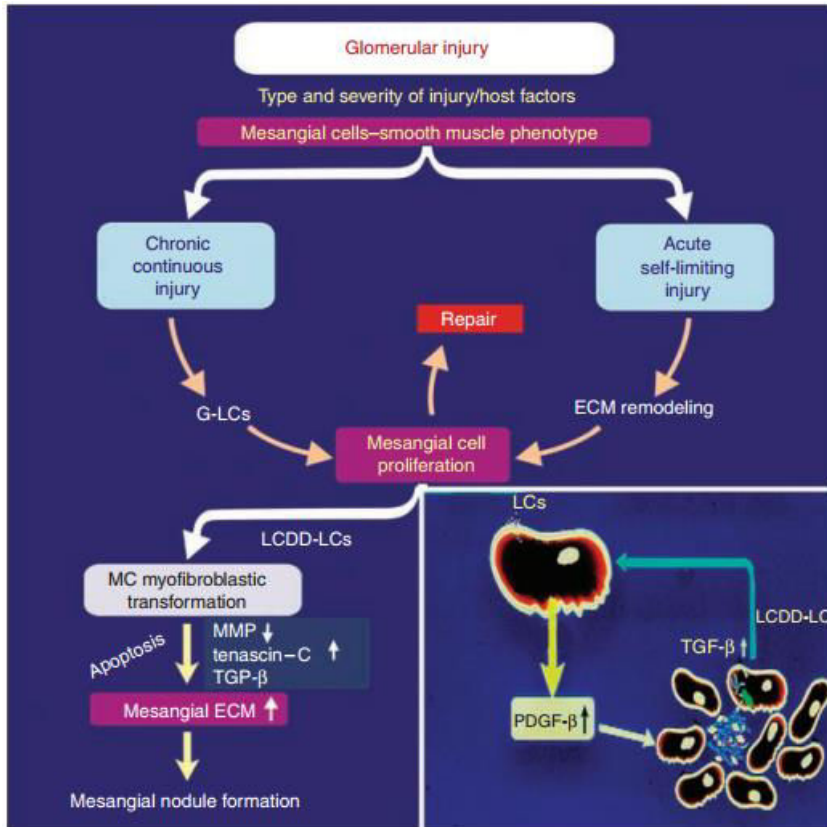 Glomerular injury
Type and severity of injury/host factors
Mesangial cells–smooth muscle phenotype
Chronic
continuous
injury
Acute
self-limiting
injury
Repair
G-LCs
ECM remodeling
Mesangial cell
proliferation
LCDD-LCs
MC myofibroblastic
transformation
Apoptosis
MMP ↓
tenascin–C ↑
TGP-β
Mesangial ECM ↑
Mesangial nodule formation
LCs
LCDD-LC
TGF-β ↑
PDGF-β ↑